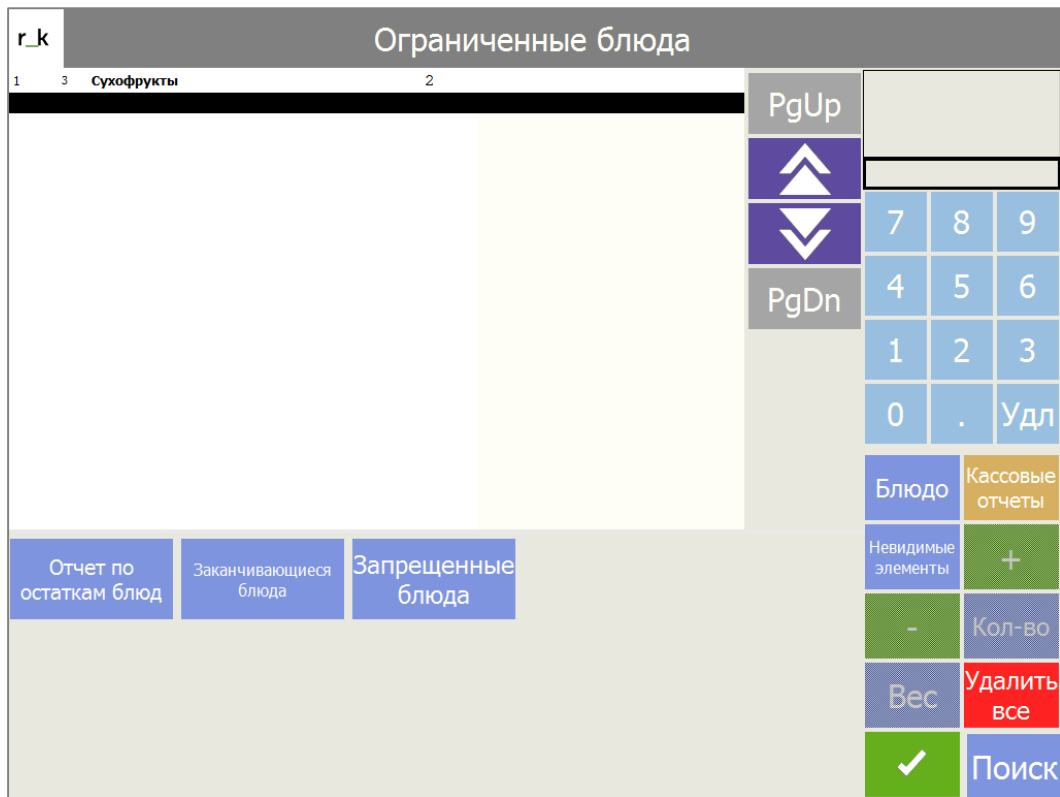 r_k
Ограниченные блюда
1 3 Сухофрукты 2
PgUp
PgDn
7 8 9
4 5 6
1 2 3
0 . Удл
Блюдо
Кассовые
отчеты
Невидимые
элементы
+
-
Кол-во
Вес
Удалить
все
Поиск
Отчет по
остаткам блюд
Заканчивающиеся
блюда
Запрещенные
блюда